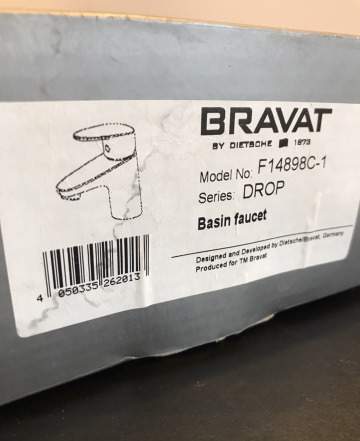 BRAVAT
BY DIETSCHE 1873
Model No: F14898C-1
Series: DROP
Basin faucet
Designed and Developed by Dietsche/Bravat, Germany
Produced for TM Bravat
4 050335 262013